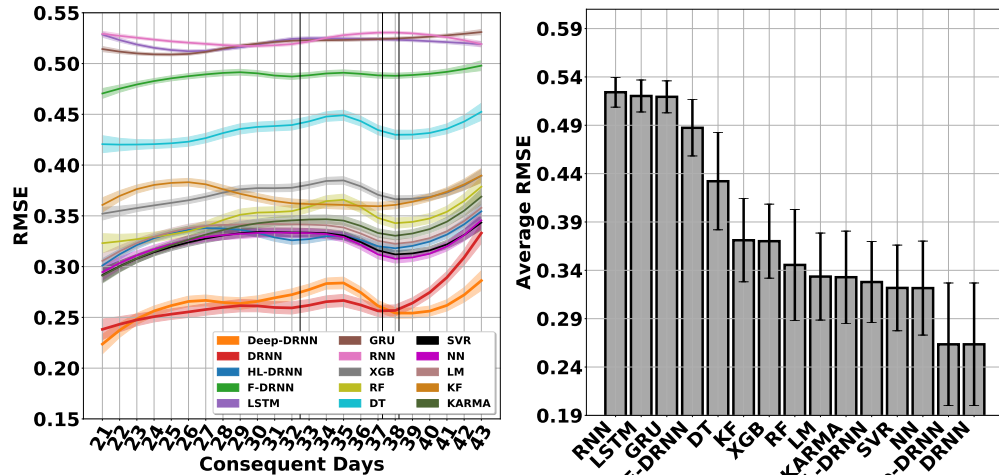 0.55
0.50
0.45
0.40
0.35
0.30
0.25
0.20
0.15
RMSE
Deep-DRNN
DRNN
HL-DRNN
F-DRNN
LSTM
GRU
RNN
XGB
RF
DT
SVR
NN
LM
KF
KARMA
21 22 23 24 25 26 27 28 29 30 31 32 33 34 35 36 37 38 39 40 41 42 43
Consequent Days
0.59
0.54
0.49
0.44
0.39
0.34
0.29
0.24
0.19
Average RMSE
RNN
LSTM
GRU
F-DRNN
DT
KF
XGB
RF
LM
KARMA
-DRNN
SVR
NN
-DRNN
DRNN